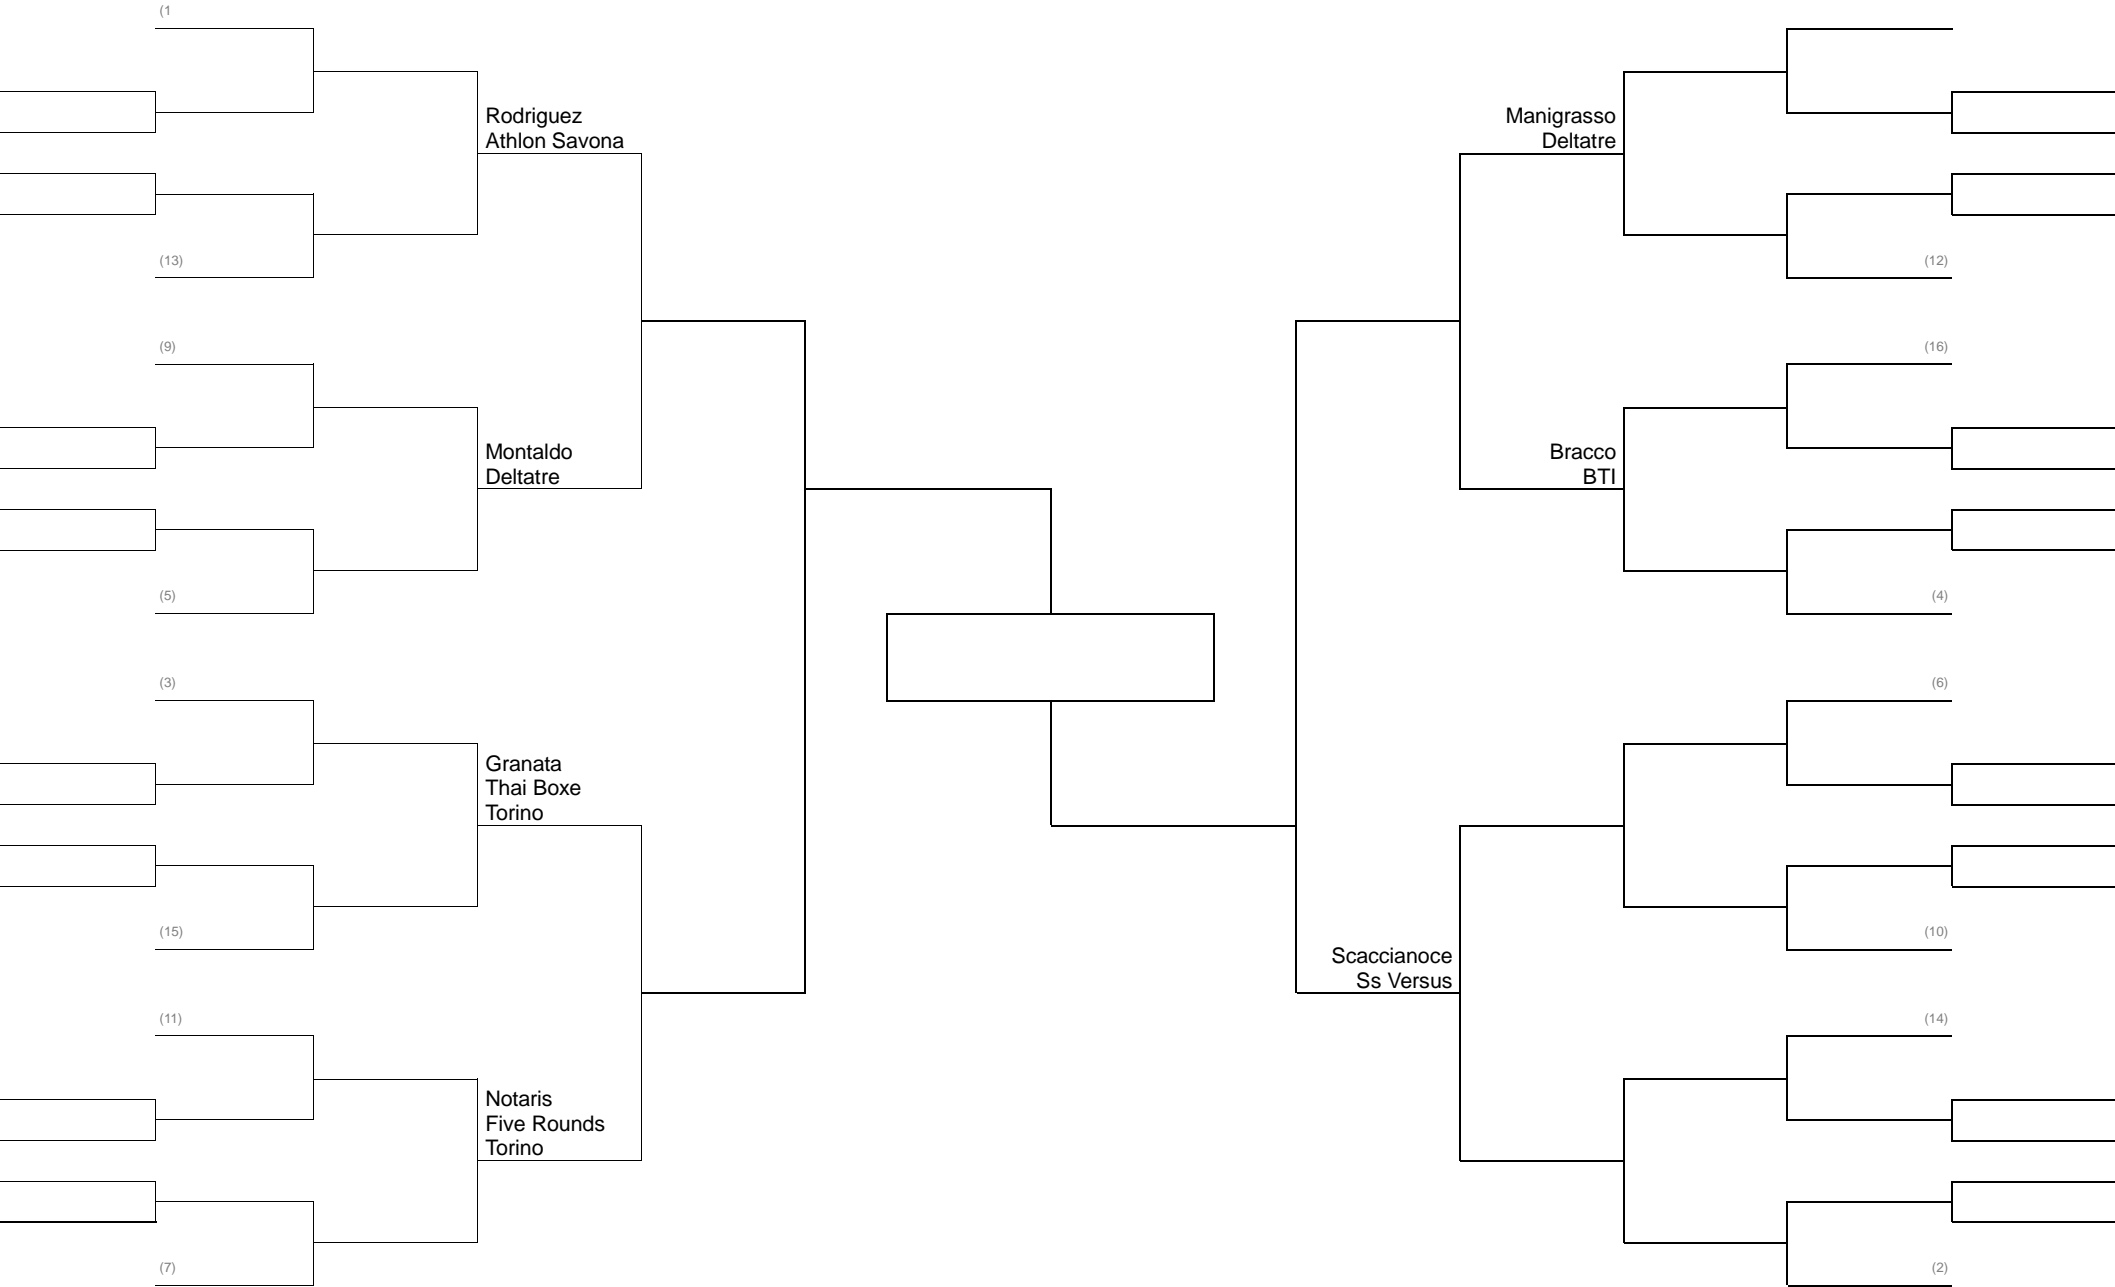 (1
Rodriguez
Athlon Savona
(13)
(9)
Montaldo
Deltatre
(5)
(3)
Granata
Thai Boxe
Torino
(15)
(11)
Notaris
Five Rounds
Torino
(7)
Manigrasso
Deltatre
(12)
(16)
Bracco
BTI
(4)
(6)
(10)
Scaccianoce
Ss Versus
(14)
(2)